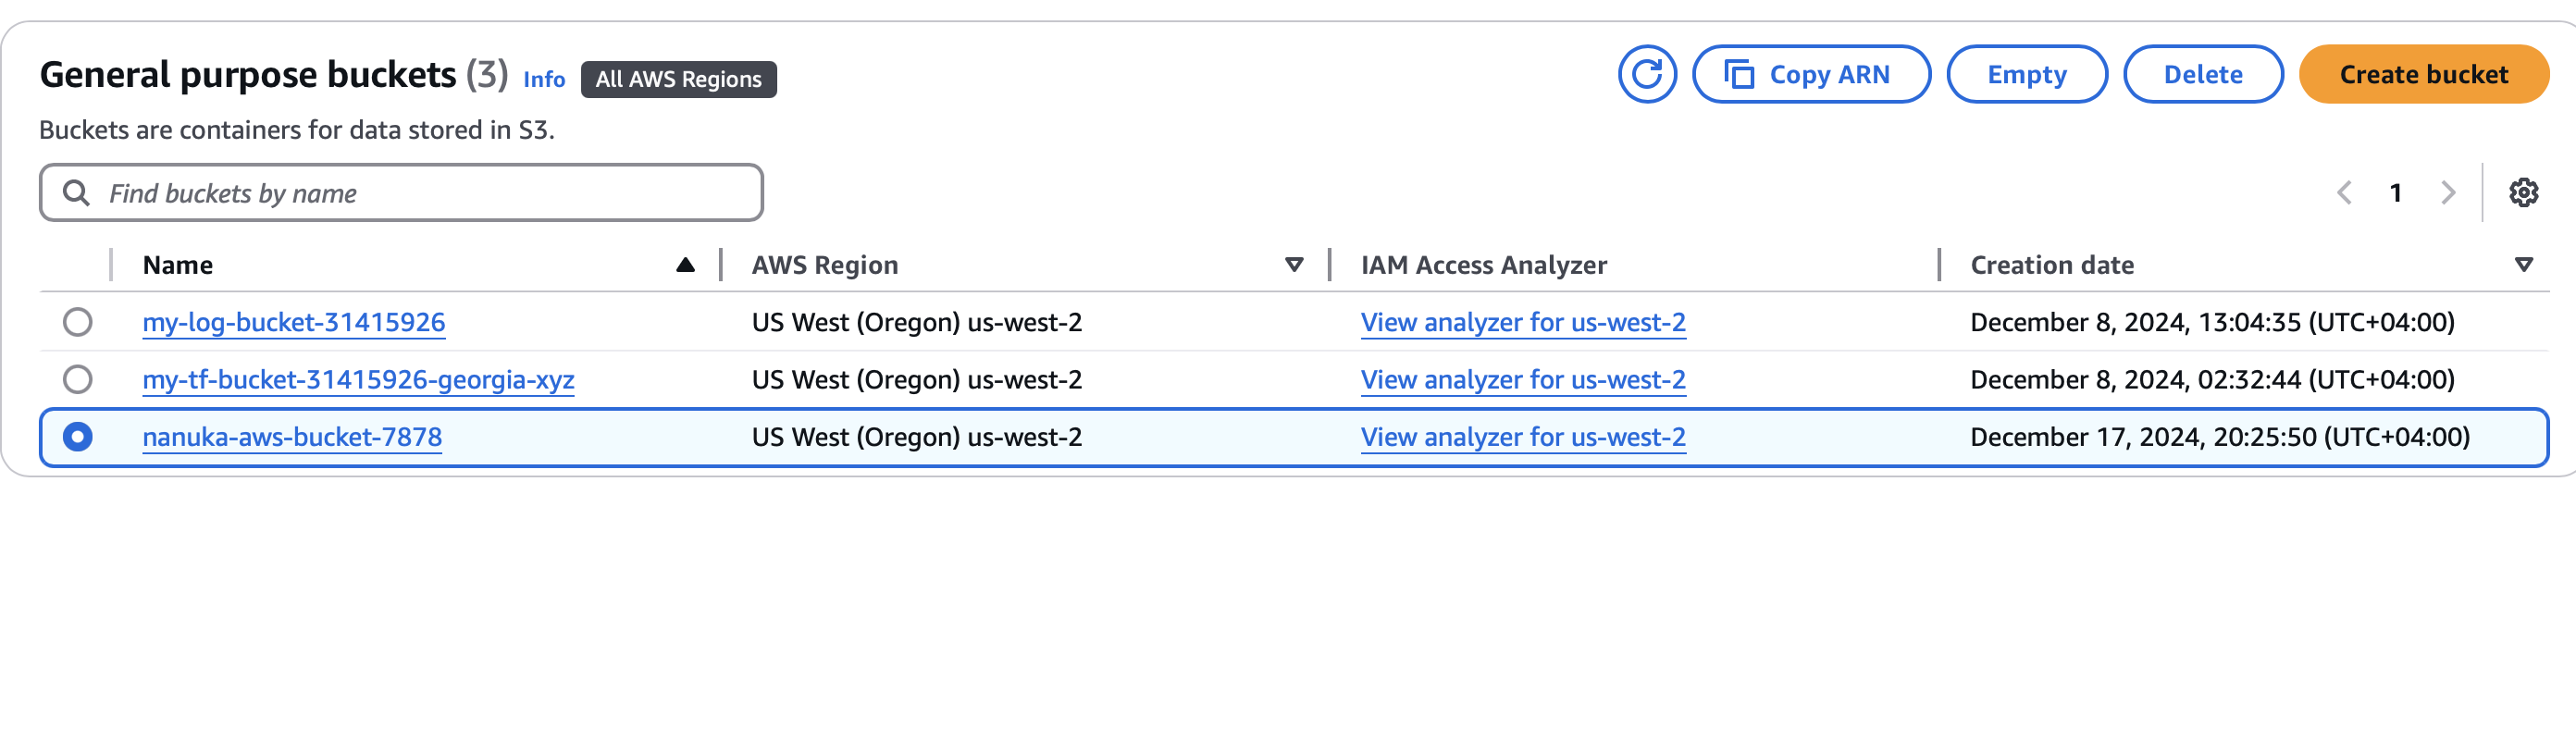 General purpose buckets (3) Info All AWS Regions Copy ARN Empty Delete Create bucket
Buckets are containers for data stored in S3.
Find buckets by name 1
Name AWS Region IAM Access Analyzer Creation date
my-log-bucket-31415926 US West (Oregon) us-west-2 View analyzer for us-west-2 December 8, 2024, 13:04:35 (UTC+04:00)
my-tf-bucket-31415926-georgia-xyz US West (Oregon) us-west-2 View analyzer for us-west-2 December 8, 2024, 02:32:44 (UTC+04:00)
nanuka-aws-bucket-7878 US West (Oregon) us-west-2 View analyzer for us-west-2 December 17, 2024, 20:25:50 (UTC+04:00)